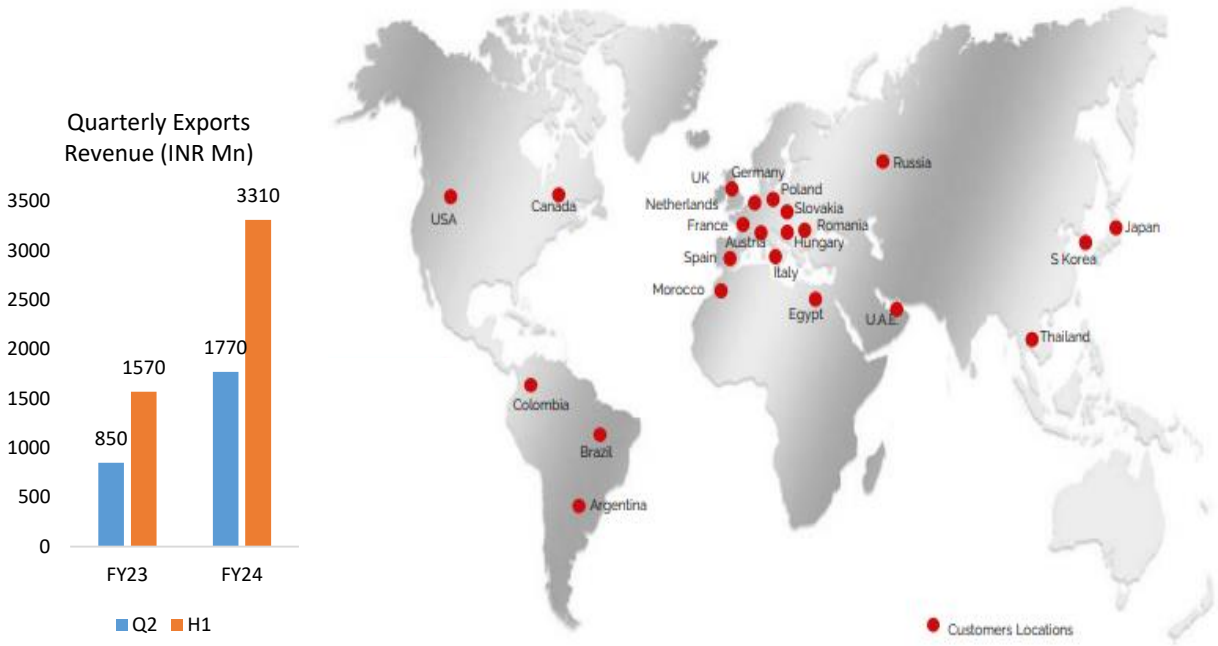 Quarterly Exports
Revenue (INR Mn)
3500
3000
2500
2000
1500
1000
500
0
850
1570
1770
3310
FY23
FY24
Q2
H1
USA
Canada
UK
Germany
Netherlands
Poland
Slovakia
France
Romania
Austria
Hungary
Spain
Italy
Morocco
Egypt
U.A.E.
Russia
Japan
S Korea
Thailand
Colombia
Brazil
Argentina
Customers Locations